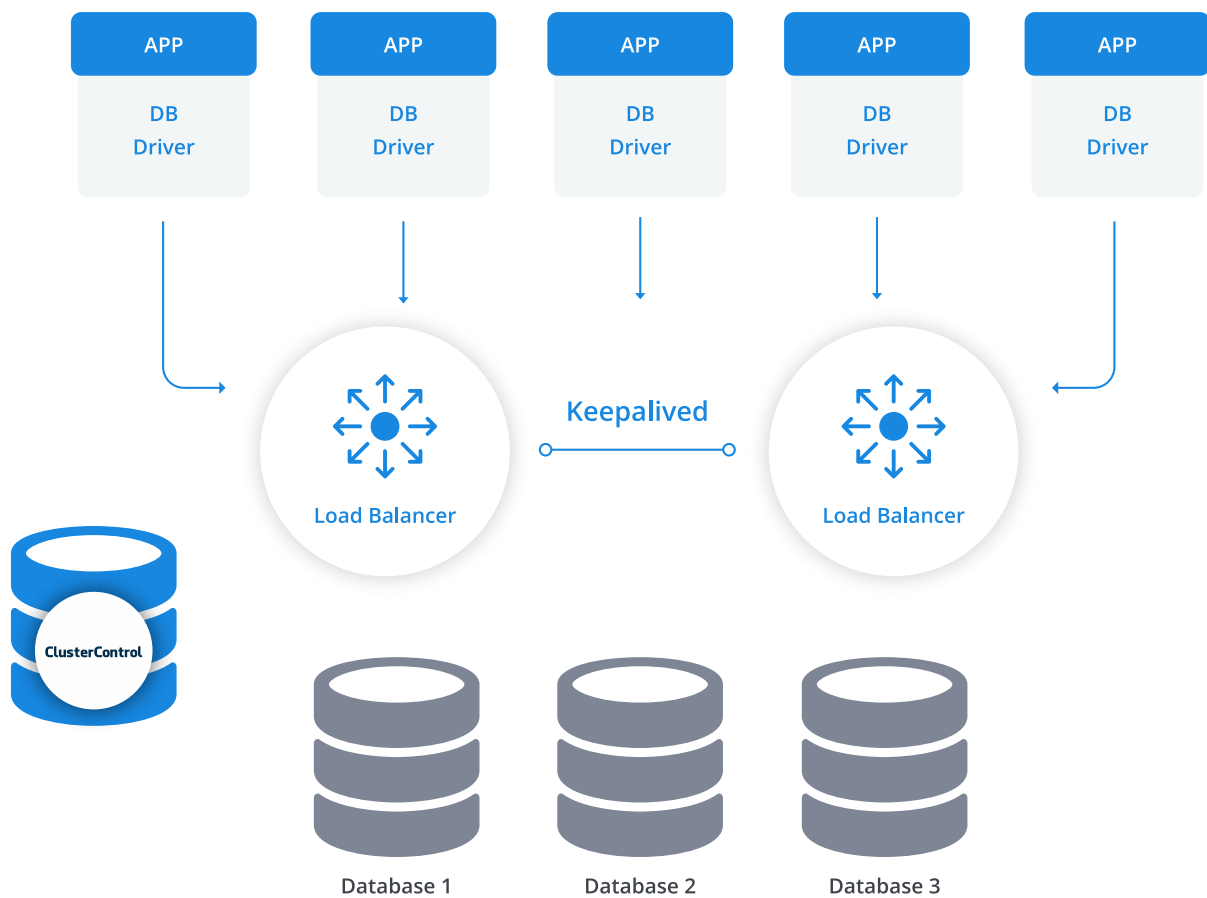 APP
DB
Driver
APP
DB
Driver
APP
DB
Driver
APP
DB
Driver
APP
DB
Driver
Keepalived
Load Balancer
Load Balancer
ClusterControl
Database 1
Database 2
Database 3